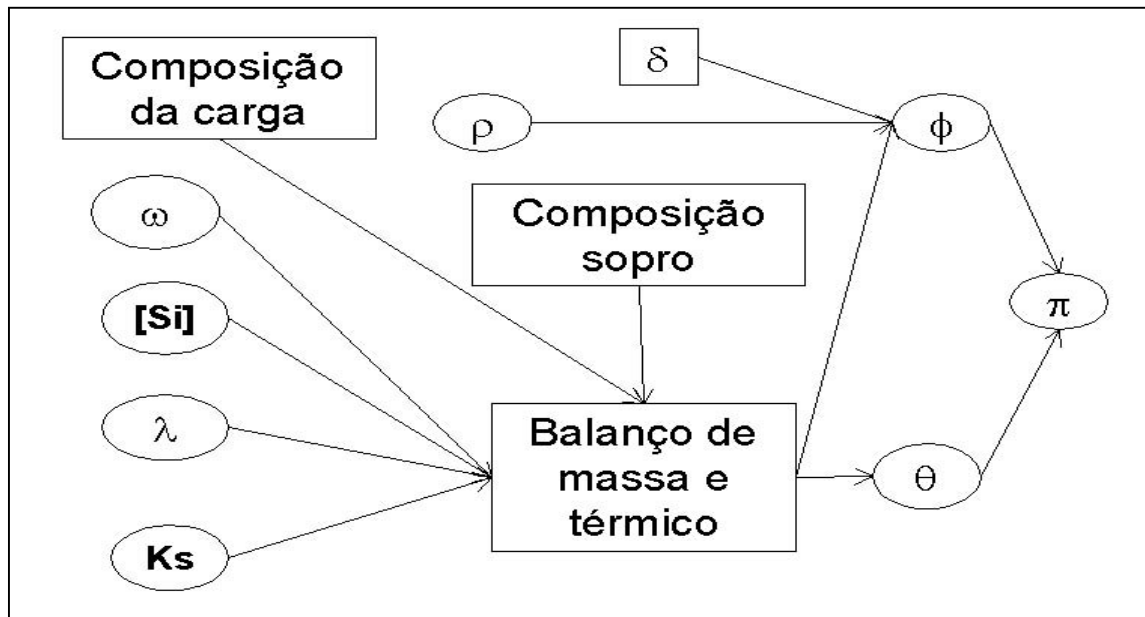 Composição
da carga
δ
ρ
ϕ
ω
Composição
sopro
[Si]
π
λ
Balanço de
massa e
térmico
θ
Ks